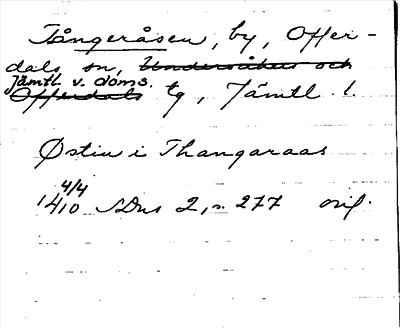 Tångeråsen, by, Offer-
dals sn, Undersåkers och
Jämtl. v. doms.
Offerdals tg, Jämtl. l.
Østin i Thangaraas
4/4
1410 SDns 2, s. 277 orig.